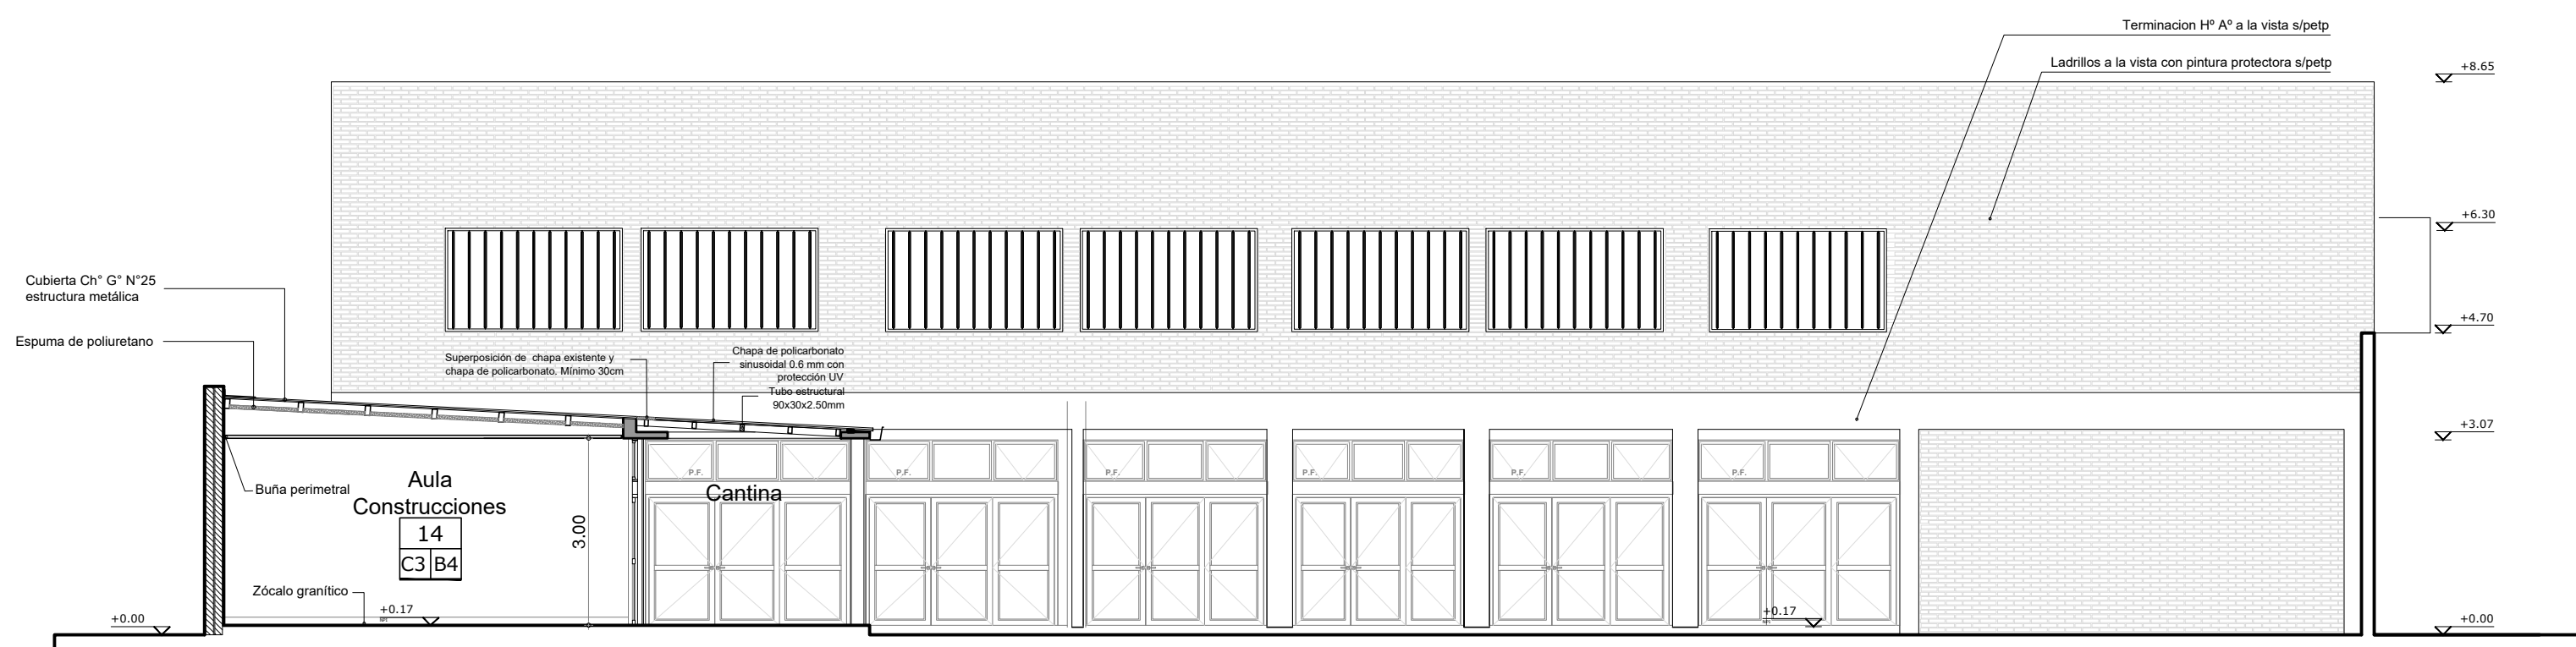 Terminacion Hº Aº a la vista s/petp
Ladrillos a la vista con pintura protectora s/petp
+8.65
+6.30
+4.70
+3.07
+0.00
Cubierta Ch° G° N°25
estructura metálica
Espuma de poliuretano
Superposición de chapa existente y
chapa de policarbonato. Mínimo 30cm
Chapa de policarbonato
sinusoidal 0.6 mm con
protección UV
Tubo estructural
90x30x2.50mm
Buña perimetral
Aula
Construcciones
14
C3 B4
3.00
Cantina
P.F.
P.F.
P.F.
P.F.
P.F.
P.F.
Zócalo granítico
+0.17
+0.17
+0.00